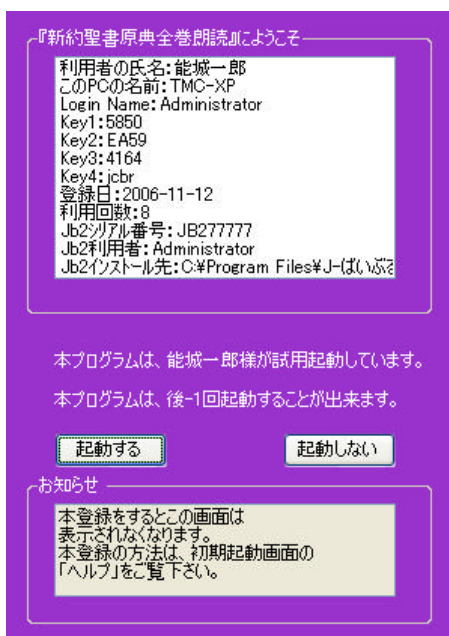 『新約聖書原典全巻朗読』にようこそ
利用者の氏名:能城一郎
このPCの名前:TMC-XP
Login Name:Administrator
Key1:5850
Key2:EA59
Key3:4164
Key4:jcbr
登録日:2006-11-12
利用回数:8
Jb2シリアル番号:JB277777
Jb2利用者:Administrator
Jb2インストール先:C:¥Program Files¥J-ばいぶる
本プログラムは、能城一郎様が試用起動しています。
本プログラムは、後-1回起動することが出来ます。
起動する
起動しない
お知らせ
本登録をするとこの画面は
表示されなくなります。
本登録の方法は、初期起動画面の
「ヘルプ」をご覧下さい。